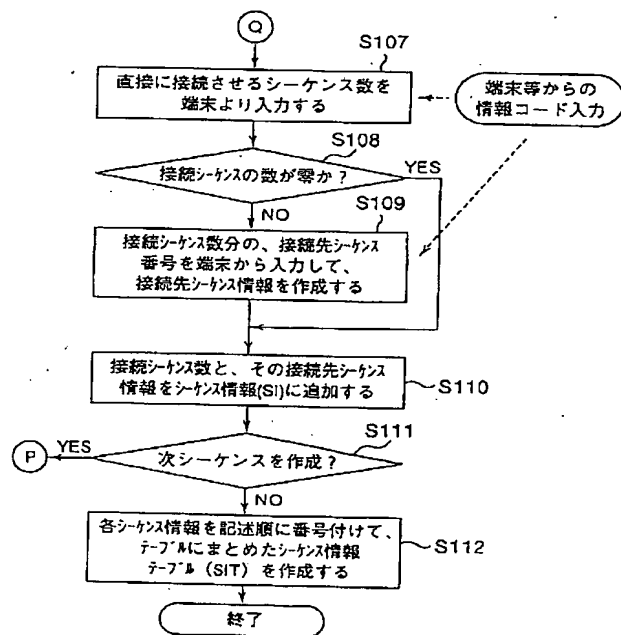 Q
S107
直接に接続させるシーケンス数を
端末より入力する
端末等からの
情報コード入力
S108
接続シーケンスの数が零か?
YES
NO
S109
接続シーケンス数分の、接続先シーケンス
番号を端末から入力して、
接続先シーケンス情報を作成する
接続シーケンス数と、その接続先シーケンス
情報をシーケンス情報(SI)に追加する
S110
S111
P
YES
次シーケンスを作成?
NO
各シーケンス情報を記述順に番号付けて、
テーブルにまとめたシーケンス情報
テーブル(SIT)を作成する
S112
終了